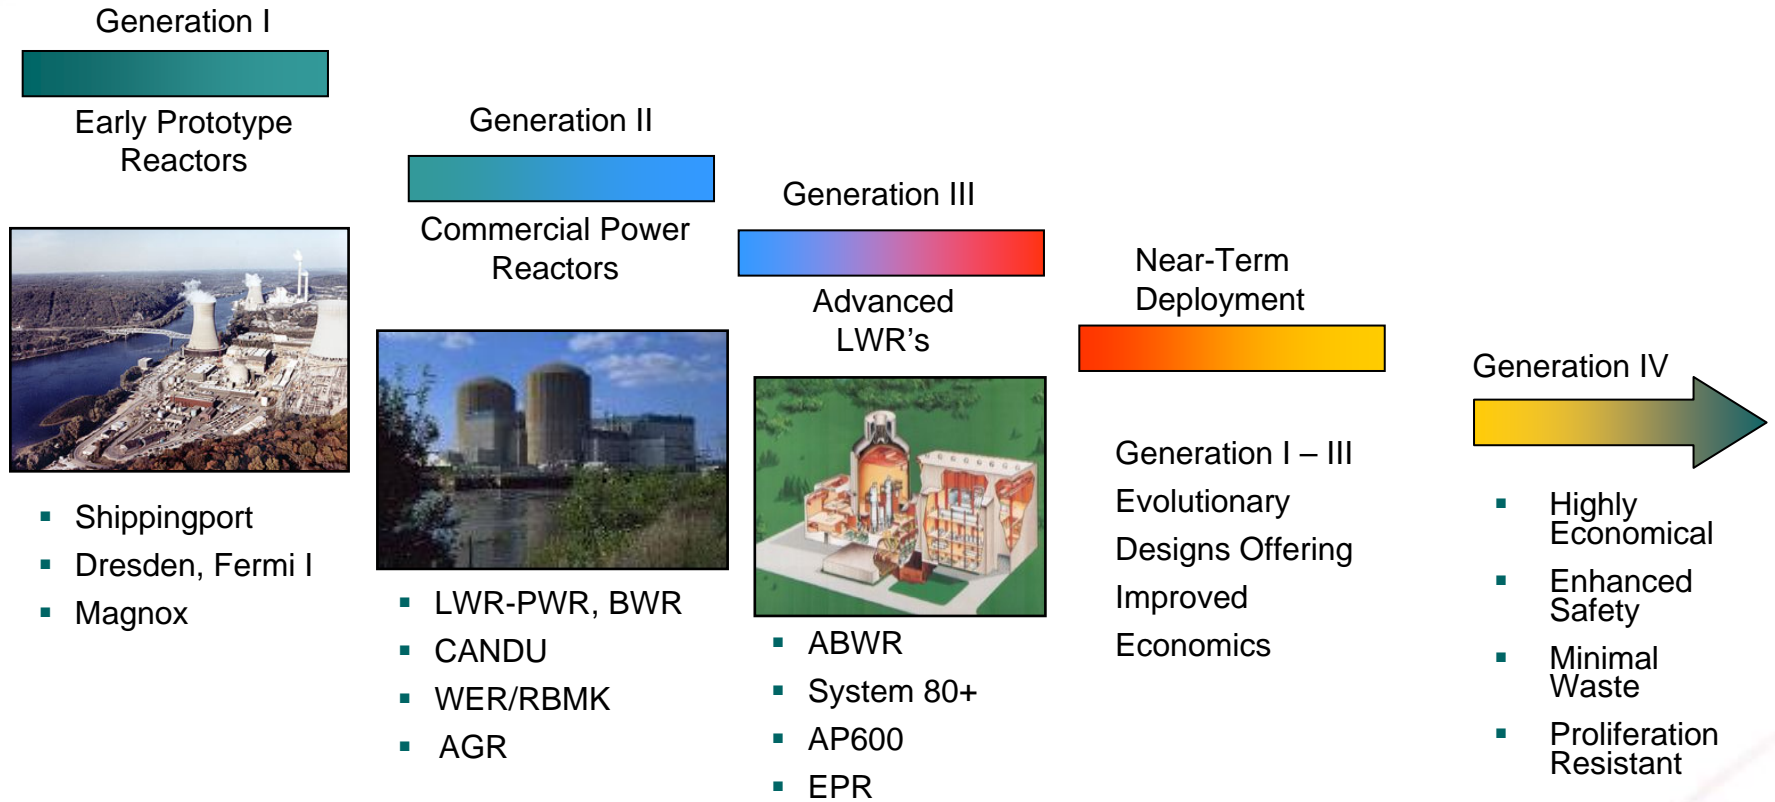 Generation I
Early Prototype
Reactors
Shippingport
Dresden, Fermi I
Magnox
Generation II
Commercial Power
Reactors
LWR-PWR, BWR
CANDU
WER/RBMK
AGR
Generation III
Advanced
LWR's
ABWR
System 80+
AP600
EPR
Near-Term
Deployment
Generation I – III
Evolutionary
Designs Offering
Improved
Economics
Generation IV
Highly
Economical
Enhanced
Safety
Minimal
Waste
Proliferation
Resistant